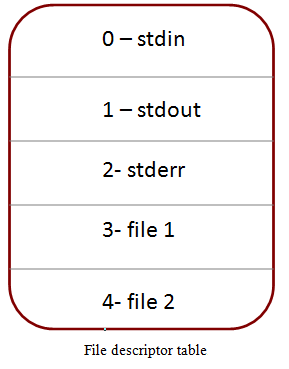 0 – stdin
1 – stdout
2- stderr
3- file 1
4- file 2
File descriptor table